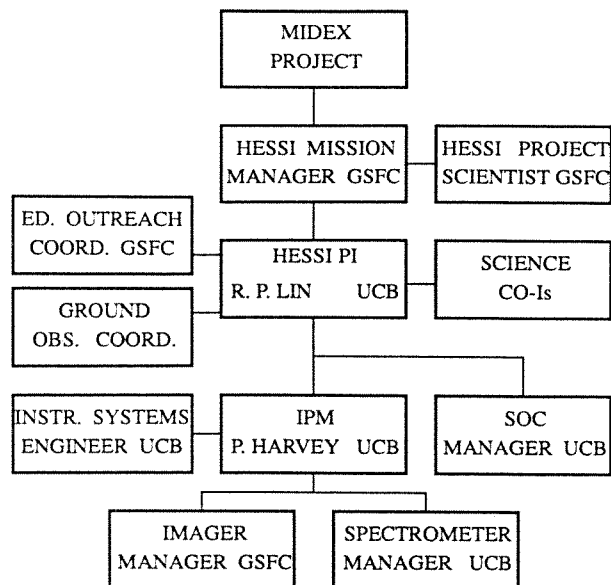 MIDEX
PROJECT
HESSI MISSION
MANAGER GSFC
HESSI PROJECT
SCIENTIST GSFC
ED. OUTREACH
COORD. GSFC
HESSI PI
R. P. LIN UCB
SCIENCE
CO-Is
GROUND
OBS. COORD.
INSTR. SYSTEMS
ENGINEER UCB
IPM
P. HARVEY UCB
SOC
MANAGER UCB
IMAGER
MANAGER GSFC
SPECTROMETER
MANAGER UCB